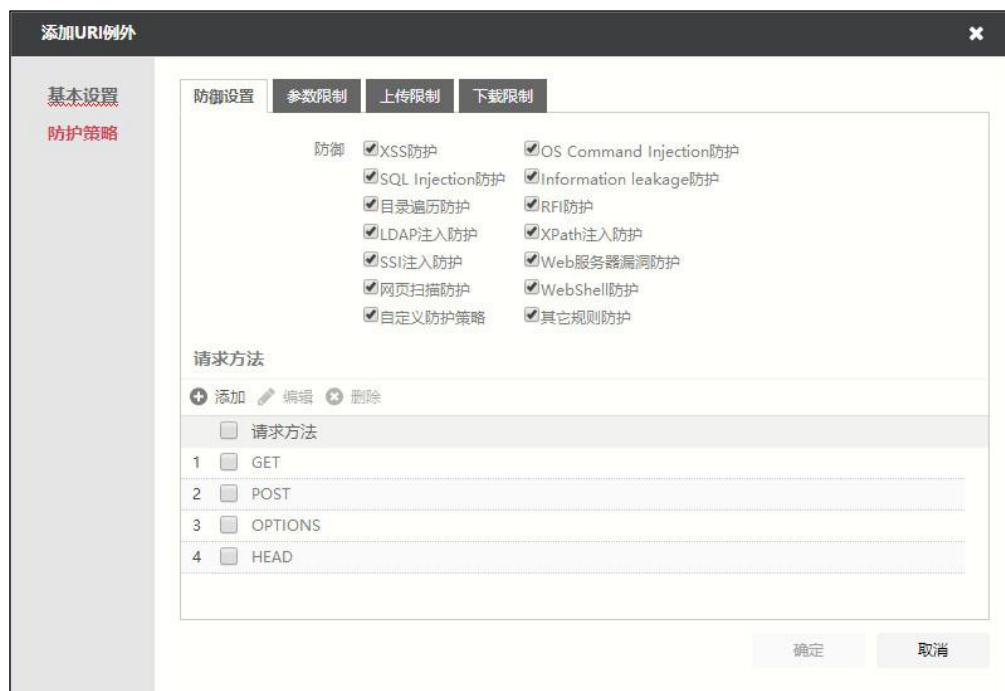 添加URI例外
基本设置
防护策略
防御设置 参数限制 上传限制 下载限制
防御 XSS防护 OS Command Injection防护
SQL Injection防护 Information leakage防护
目录遍历防护 RFI防护
LDAP注入防护 XPath注入防护
SSI注入防护 Web服务器漏洞防护
网页扫描防护 WebShell防护
自定义防护策略 其它规则防护
请求方法
添加 编辑 删除
请求方法
1 GET
2 POST
3 OPTIONS
4 HEAD
确定 取消